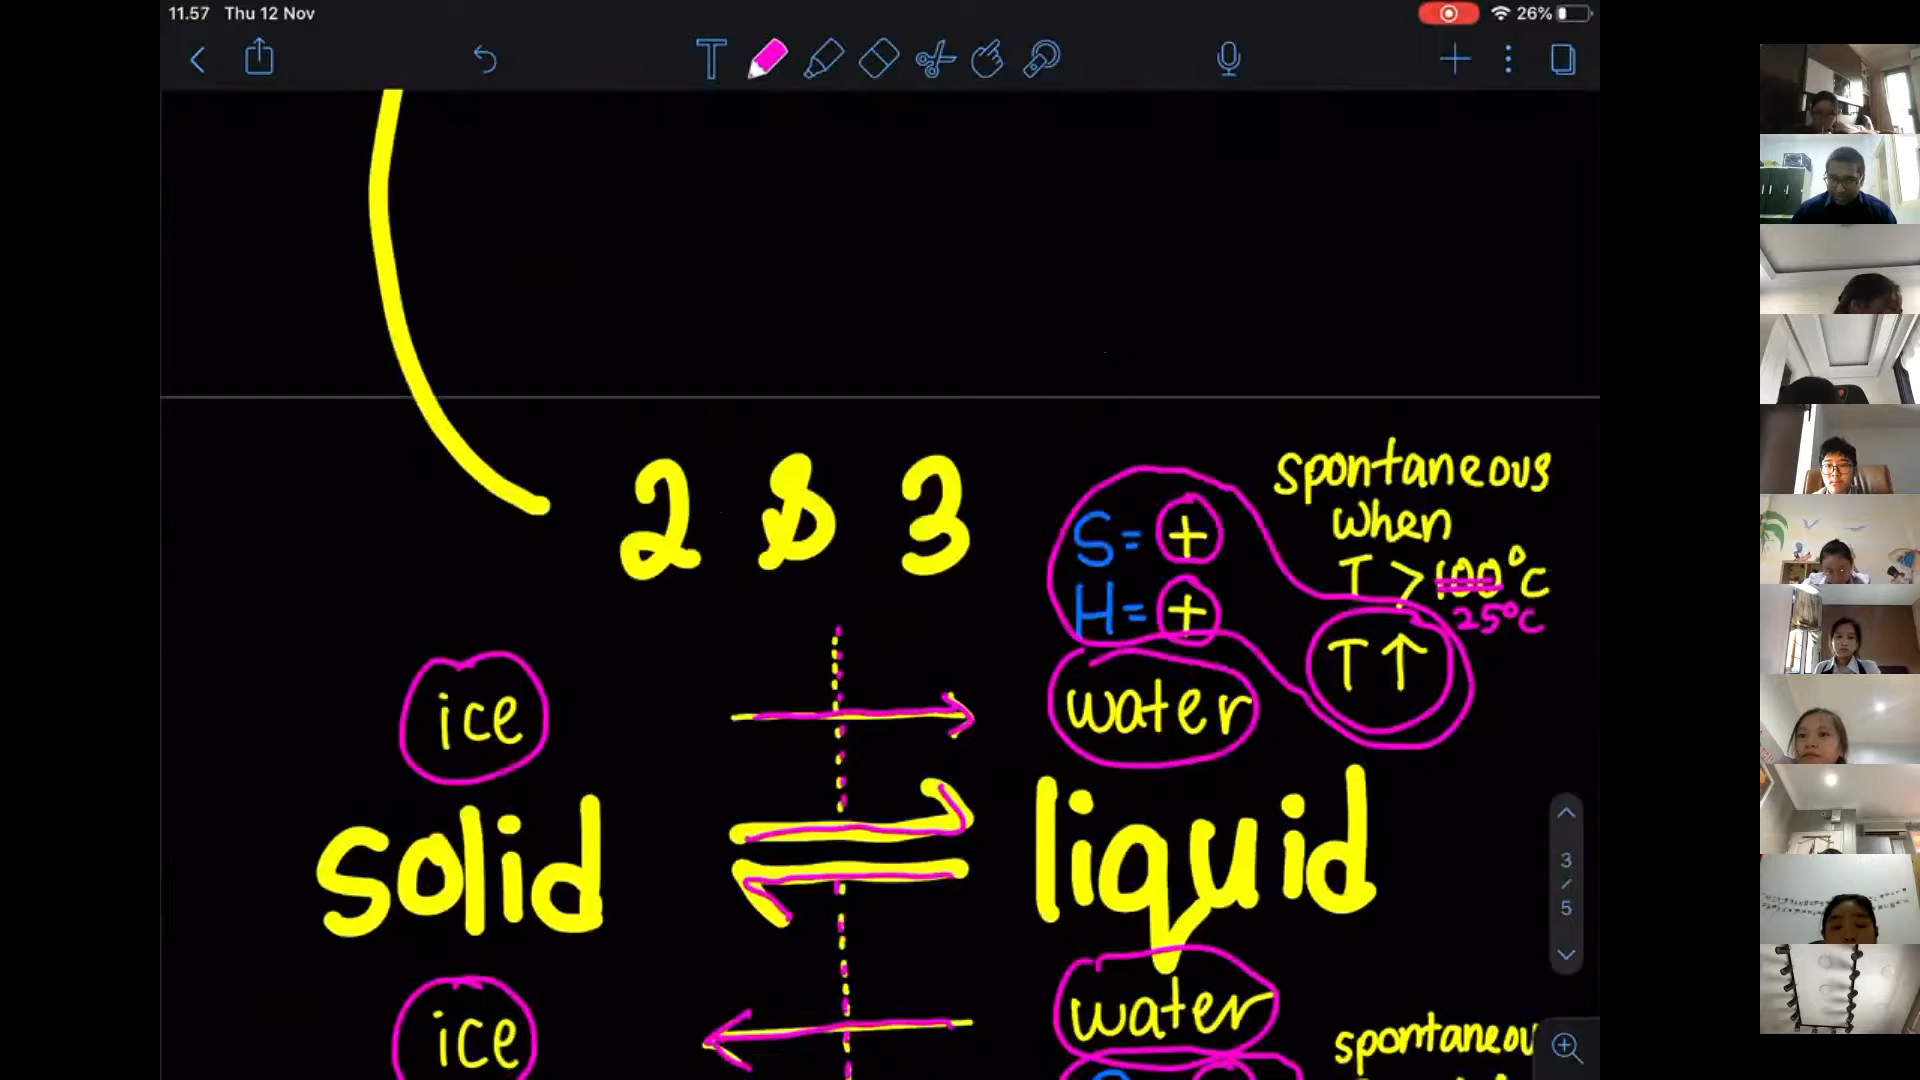 11.57 Thu 12 Nov
26%
T
2 & 3
S= +
H= +
spontaneous
when
T > 100°C
25°C
T↑
ice
water
solid
liquid
3
/
5
ice
water
spontaneou